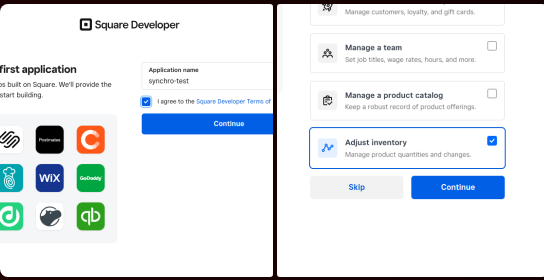 Square Developer
first application
os built on Square. We'll provide the
start building.
Postmates
WiX
GoDaddy
qb
Application name
synchro-test
I agree to the Square Developer Terms of
Continue
Manage customers, loyalty, and gift cards.
Manage a team
Set job titles, wage rates, hours, and more.
Manage a product catalog
Keep a robust record of product offerings.
Adjust inventory
Manage product quantities and changes.
Skip
Continue